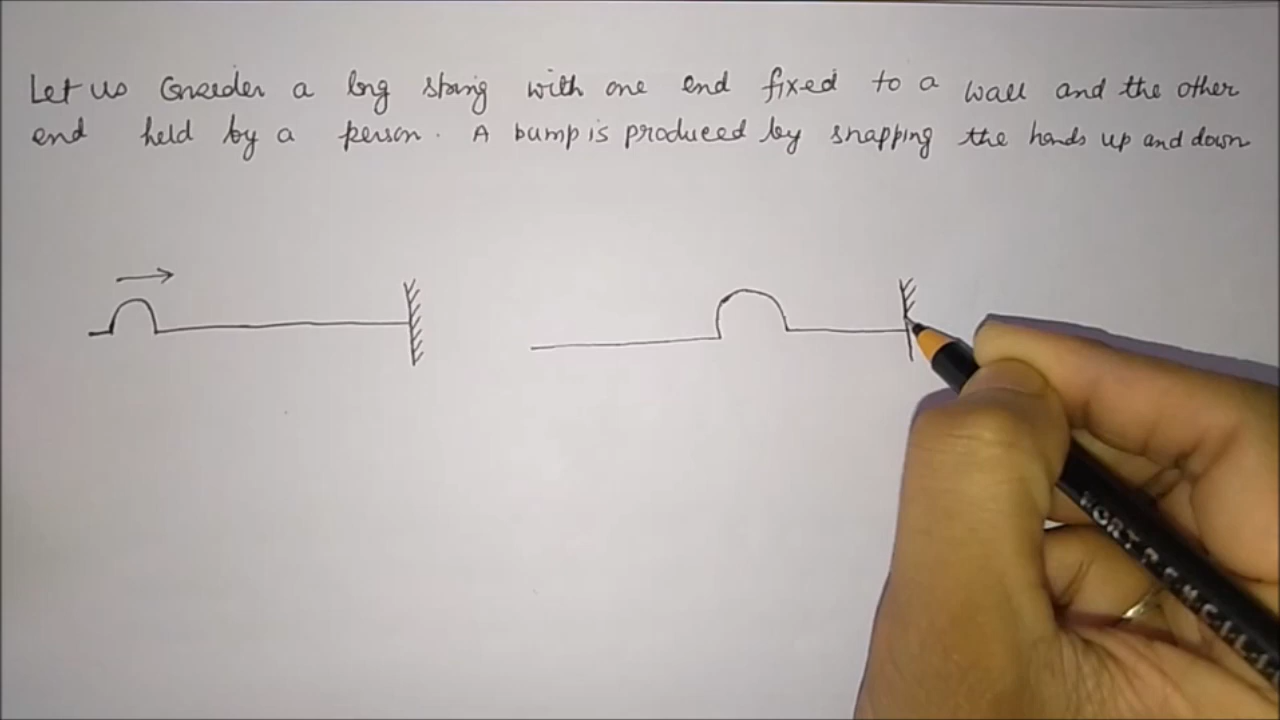 Let us Consider a long string with one end fixed to a wall and the other
end held by a person. A bump is produced by snapping the hands up and down